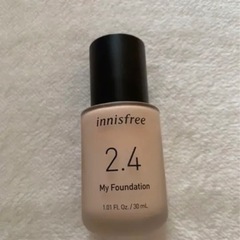 innisfree
2.4
My Foundation
1.01 FL.Oz. / 30 mL